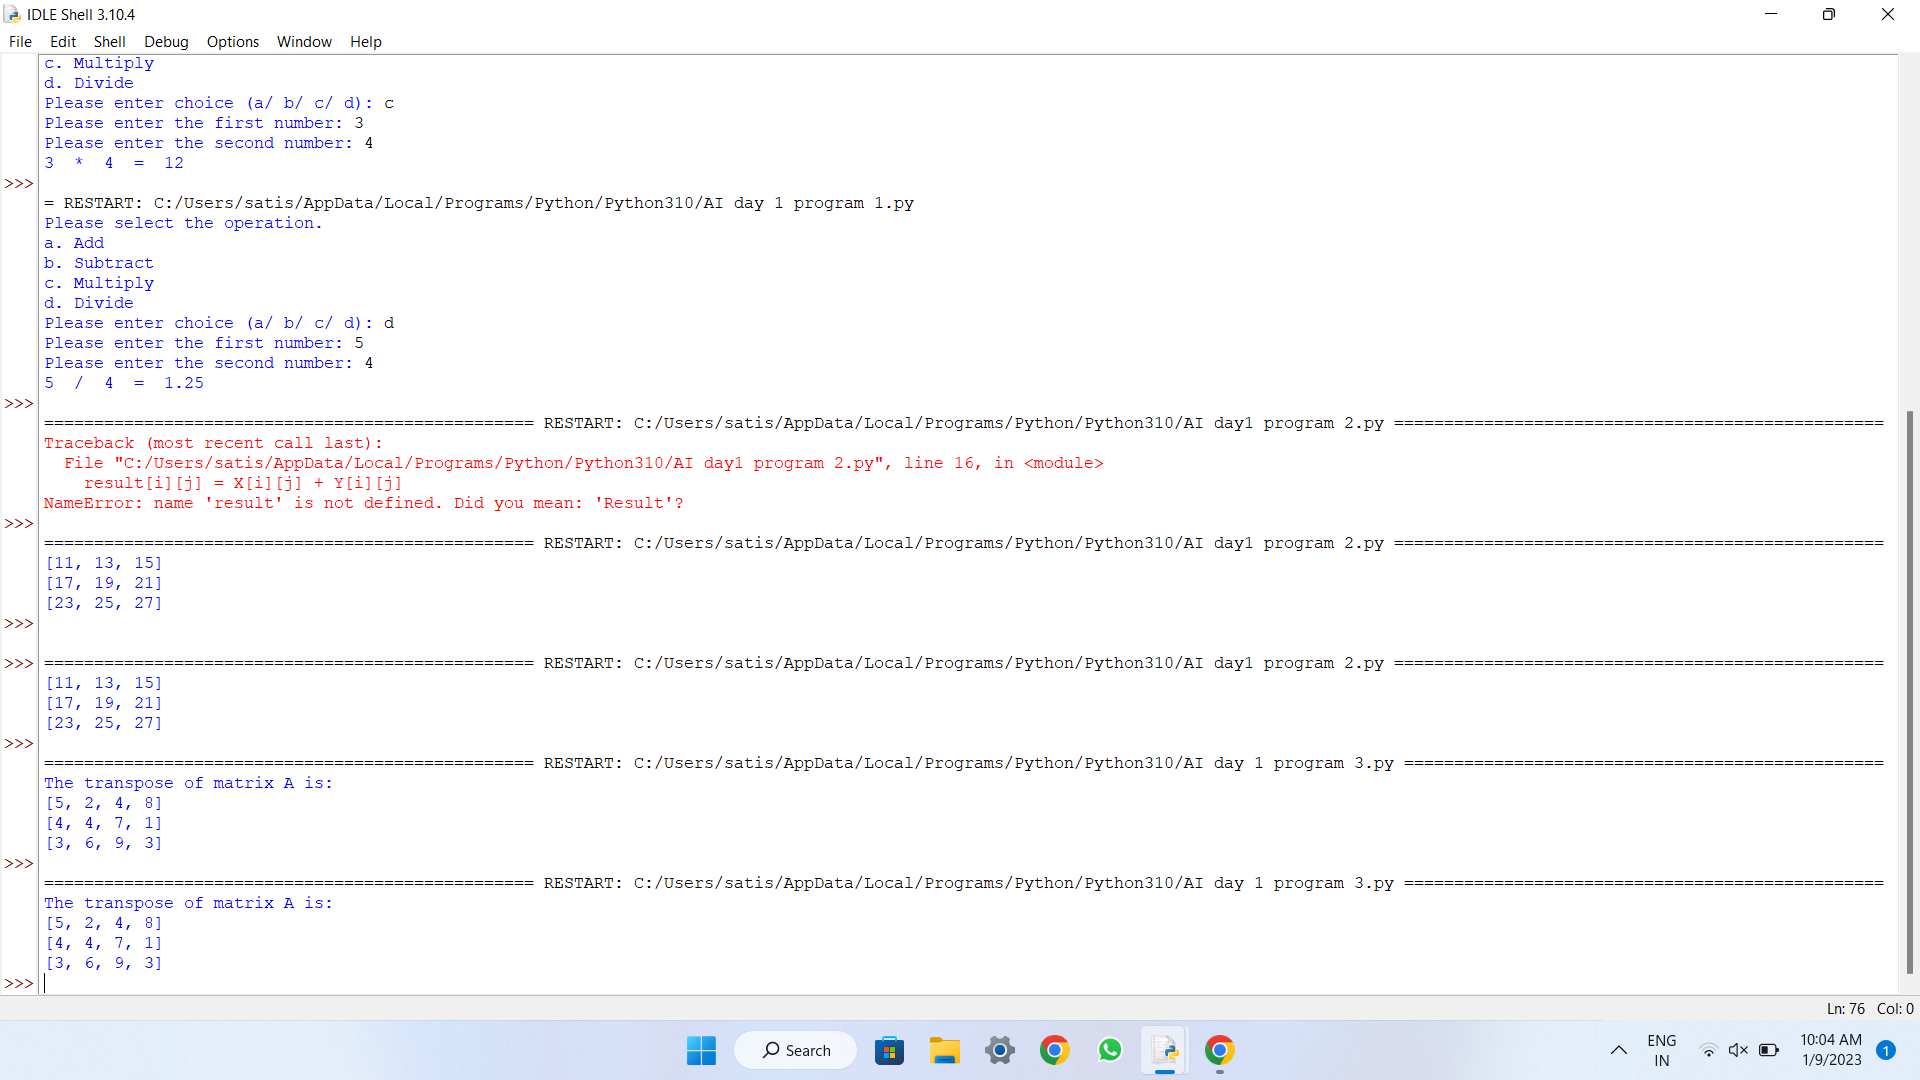 IDLE Shell 3.10.4
File Edit Shell Debug Options Window Help
c. Multiply
d. Divide
Please enter choice (a/ b/ c/ d): c
Please enter the first number: 3
Please enter the second number: 4
3  *  4  =  12
>>>
= RESTART: C:/Users/satis/AppData/Local/Programs/Python/Python310/AI day 1 program 1.py
Please select the operation.
a. Add
b. Subtract
c. Multiply
d. Divide
Please enter choice (a/ b/ c/ d): d
Please enter the first number: 5
Please enter the second number: 4
5  /  4  =  1.25
>>>
================================================= RESTART: C:/Users/satis/AppData/Local/Programs/Python/Python310/AI day1 program 2.py =================================================
Traceback (most recent call last):
  File "C:/Users/satis/AppData/Local/Programs/Python/Python310/AI day1 program 2.py", line 16, in <module>
    result[i][j] = X[i][j] + Y[i][j]
NameError: name 'result' is not defined. Did you mean: 'Result'?
>>>
================================================= RESTART: C:/Users/satis/AppData/Local/Programs/Python/Python310/AI day1 program 2.py =================================================
[11, 13, 15]
[17, 19, 21]
[23, 25, 27]
>>>
>>> ================================================= RESTART: C:/Users/satis/AppData/Local/Programs/Python/Python310/AI day1 program 2.py =================================================
[11, 13, 15]
[17, 19, 21]
[23, 25, 27]
>>>
================================================= RESTART: C:/Users/satis/AppData/Local/Programs/Python/Python310/AI day 1 program 3.py ================================================
The transpose of matrix A is:
[5, 2, 4, 8]
[4, 4, 7, 1]
[3, 6, 9, 3]
>>>
================================================= RESTART: C:/Users/satis/AppData/Local/Programs/Python/Python310/AI day 1 program 3.py ================================================
The transpose of matrix A is:
[5, 2, 4, 8]
[4, 4, 7, 1]
[3, 6, 9, 3]
>>>
Ln: 76 Col: 0
Search
ENG
IN
10:04 AM
1/9/2023
1